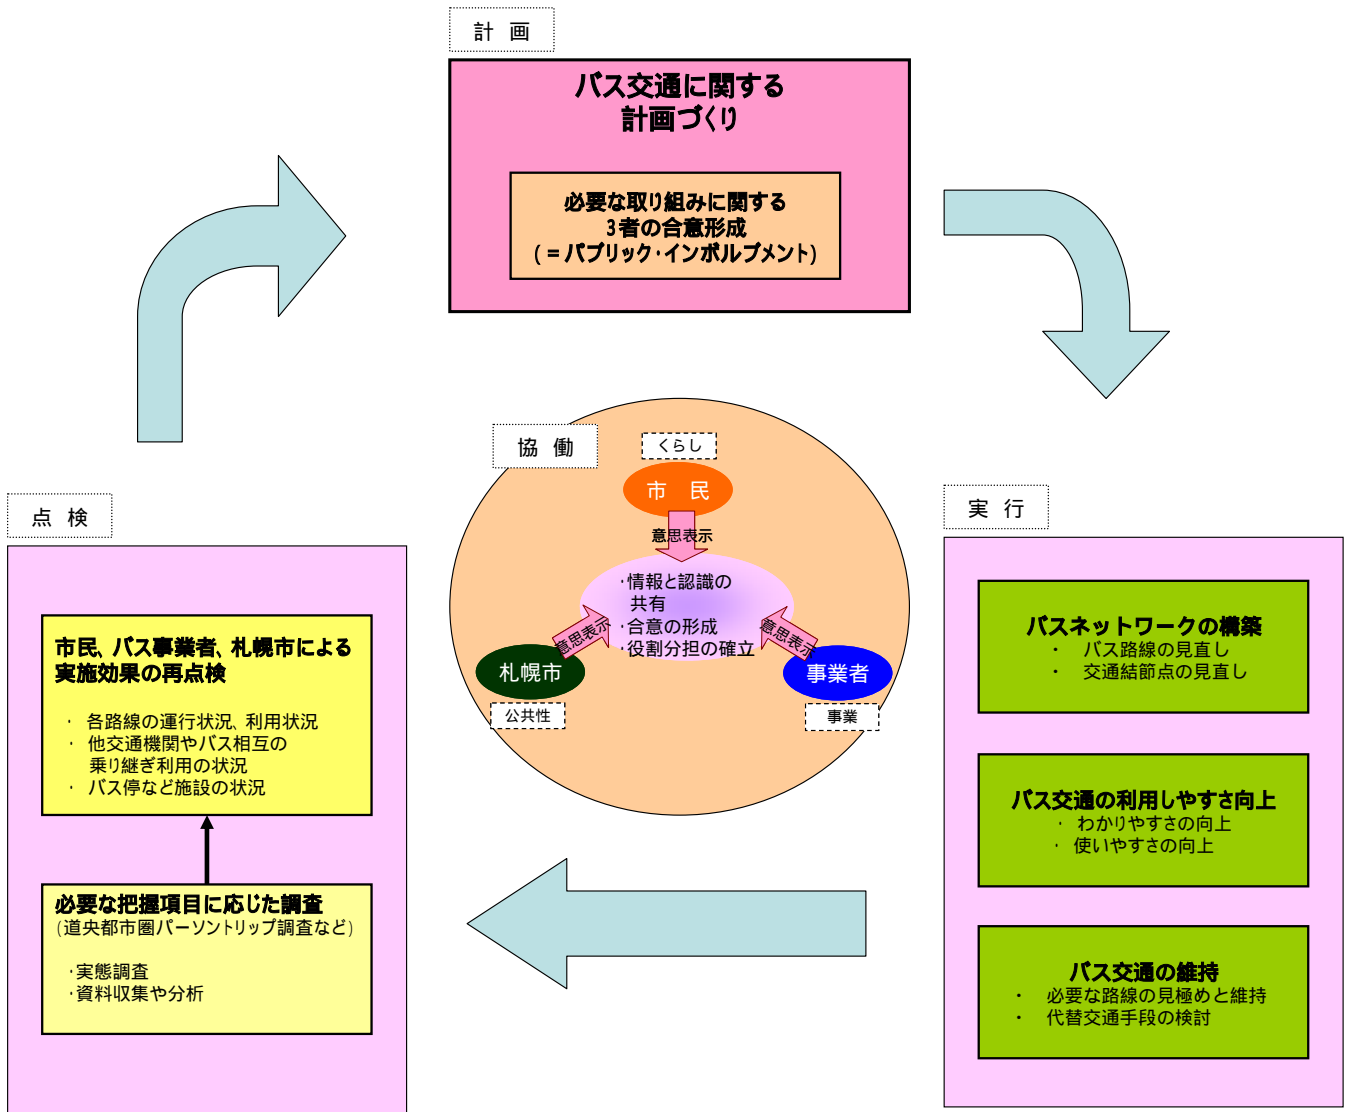 計 画
バス交通に関する
計画づくり
必要な取り組みに関する
3者の合意形成
(＝パブリック・インボルブメント)
協 働
くらし
市　民
意思表示
・情報と認識の
共有
・合意の形成
・役割分担の確立
意思表示
意思表示
札幌市
公共性
事業者
事業
点 検
市民、バス事業者、札幌市による
実施効果の再点検
・ 各路線の運行状況、利用状況
・ 他交通機関やバス相互の
乗り継ぎ利用の状況
・ バス停など施設の状況
必要な把握項目に応じた調査
(道央都市圏パーソントリップ調査など)
・実態調査
・資料収集や分析
実 行
バスネットワークの構築
・ バス路線の見直し
・ 交通結節点の見直し
バス交通の利用しやすさ向上
・ わかりやすさの向上
・ 使いやすさの向上
バス交通の維持
・ 必要な路線の見極めと維持
・ 代替交通手段の検討